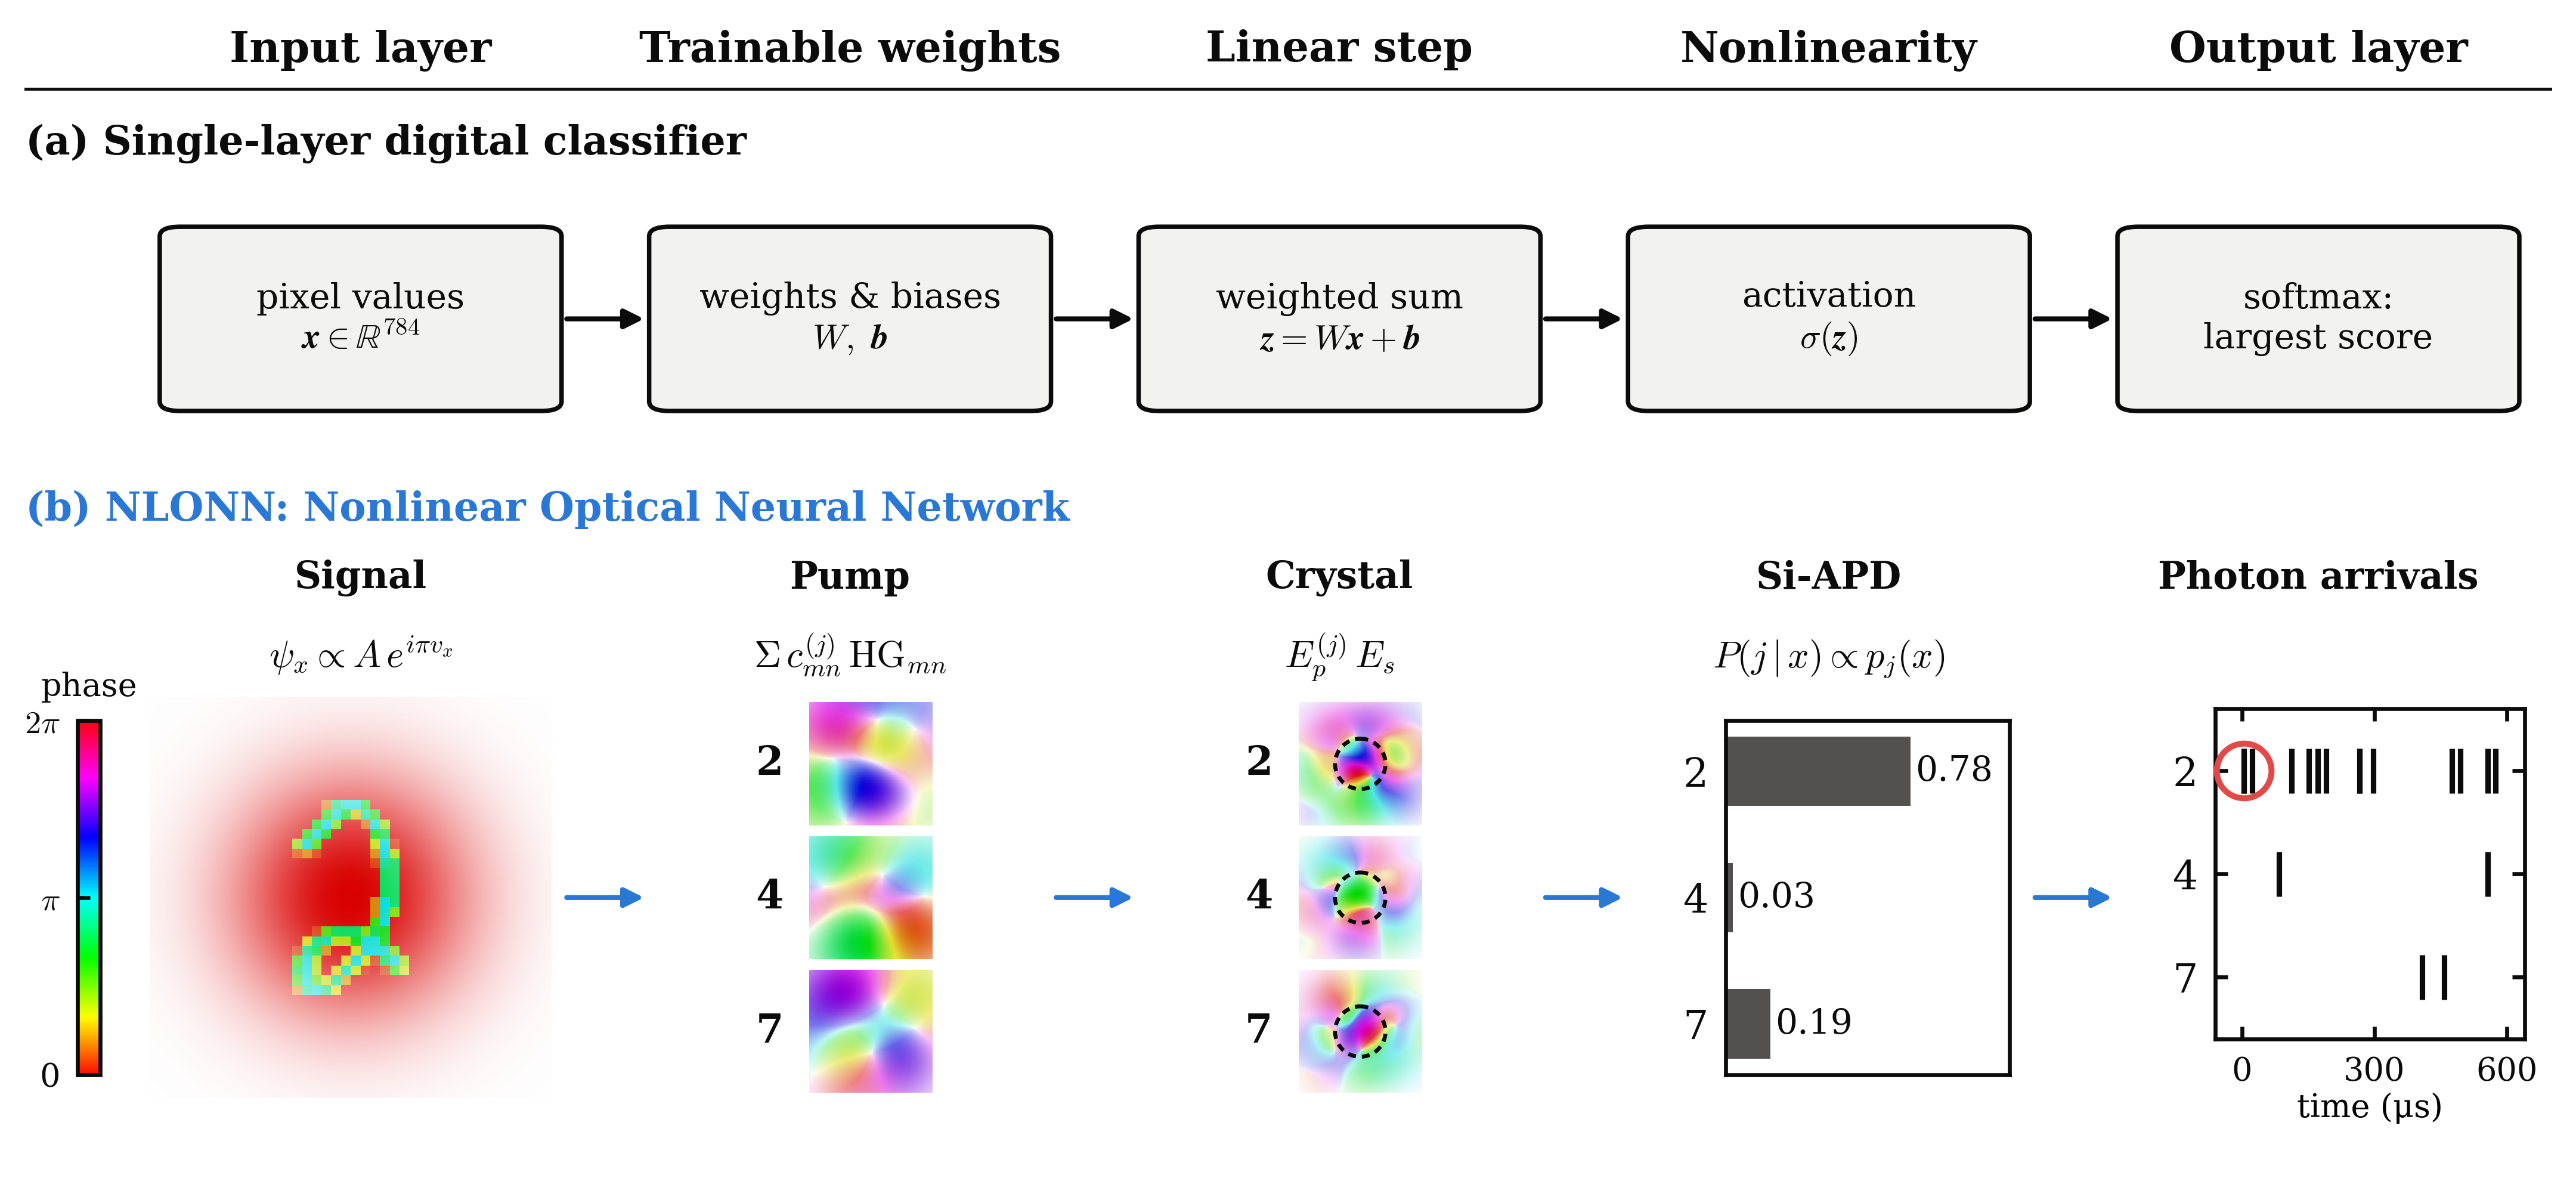 Input layer
Trainable weights
Linear step
Nonlinearity
Output layer
(a) Single-layer digital classifier
pixel values
x ∈ ℝ^784
weights & biases
W, b
weighted sum
z = Wx + b
activation
σ(z)
softmax:
largest score
(b) NLONN: Nonlinear Optical Neural Network
Signal
Pump
Crystal
Si-APD
Photon arrivals
ψ_x ∝ A e^{iπv_x}
Σ c_{mn}^{(j)} HG_{mn}
E_p^{(j)} E_s
P(j | x) ∝ p_j(x)
phase
2π
π
0
2
4
7
2
4
7
2
0.78
4
0.03
7
0.19
2
4
7
0 300 600
time (μs)